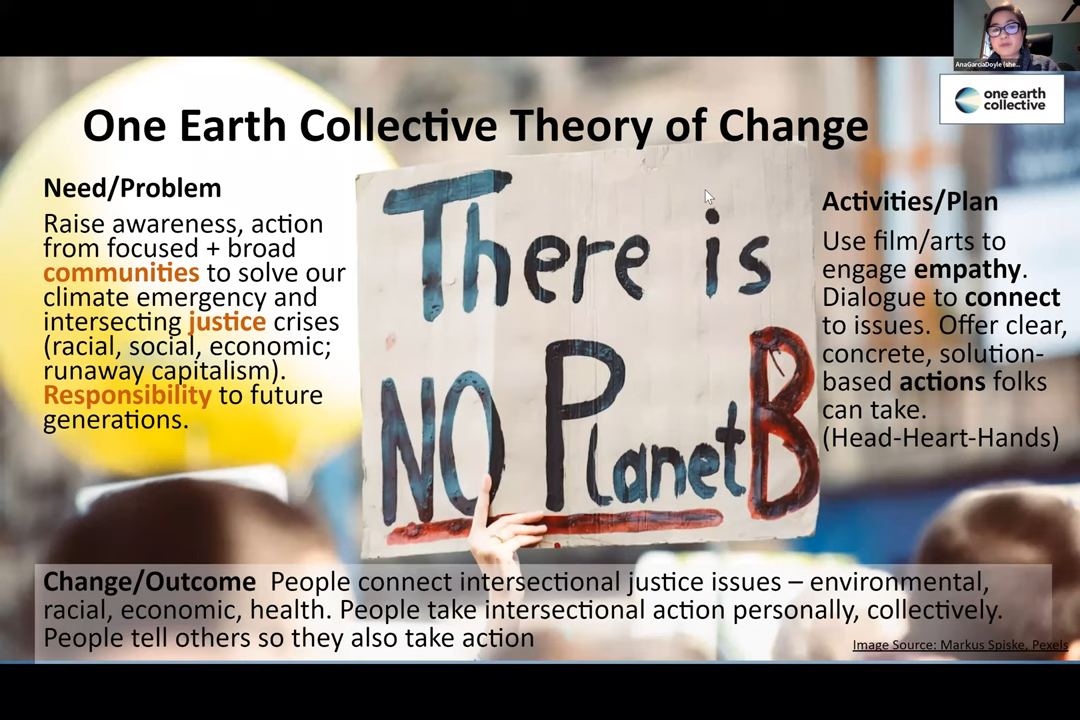 AnaGarciaDoyle (she...
one earth
collective
One Earth Collective Theory of Change
Need/Problem
Raise awareness, action
from focused + broad
communities to solve our
climate emergency and
intersecting justice crises
(racial, social, economic;
runaway capitalism).
Responsibility to future
generations.
There is
NO Planet B
Activities/Plan
Use film/arts to
engage empathy.
Dialogue to connect
to issues. Offer clear,
concrete, solution-
based actions folks
can take.
(Head-Heart-Hands)
Change/Outcome People connect intersectional justice issues – environmental,
racial, economic, health. People take intersectional action personally, collectively.
People tell others so they also take action
Image Source: Markus Spiske, Pexels